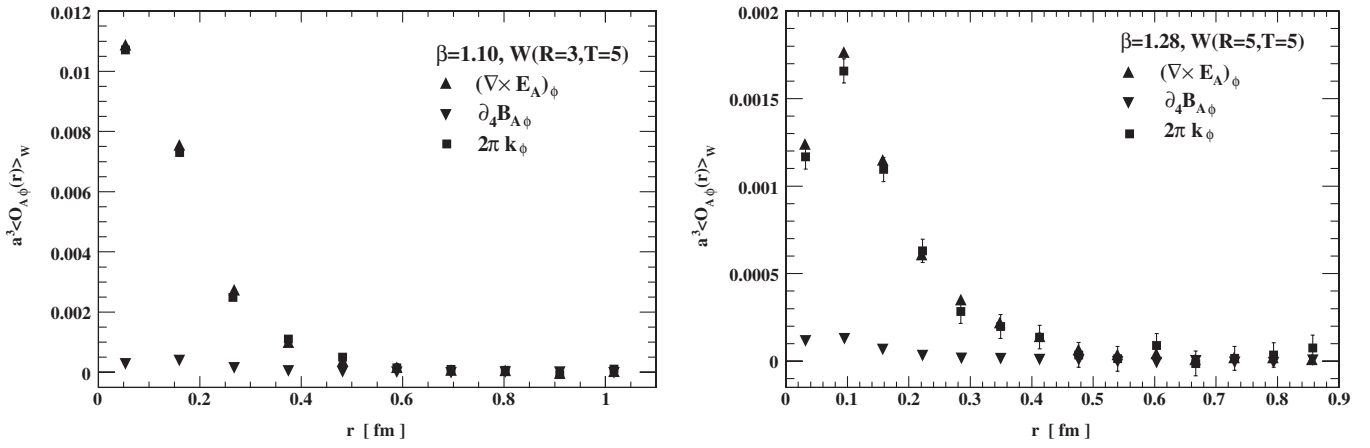 β=1.10, W(R=3,T=5)
(∇× E_A)_ϕ
∂_4B_Aϕ
2π k_ϕ
a^3<O_Aϕ(r)>_W
0.012
0.01
0.008
0.006
0.004
0.002
0
0 0.2 0.4 0.6 0.8 1
r [ fm ]
β=1.28, W(R=5,T=5)
(∇× E_A)_ϕ
∂_4B_Aϕ
2π k_ϕ
a^3<O_Aϕ(r)>_W
0.002
0.0015
0.001
0.0005
0
0 0.1 0.2 0.3 0.4 0.5 0.6 0.7 0.8 0.9
r [ fm ]